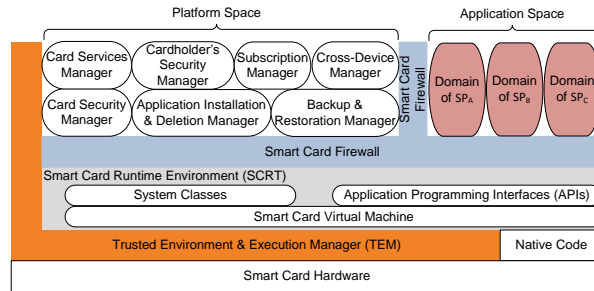 Platform Space
Application Space
Card Services
Manager
Cardholder's
Security
Manager
Subscription
Manager
Cross-Device
Manager
Card Security
Manager
Application Installation
& Deletion Manager
Backup &
Restoration Manager
Smart Card
Firewall
Domain
of SPA
Domain
of SPB
Domain
of SPC
Smart Card Firewall
Smart Card Runtime Environment (SCRT)
System Classes
Application Programming Interfaces (APIs)
Smart Card Virtual Machine
Trusted Environment & Execution Manager (TEM)
Native Code
Smart Card Hardware